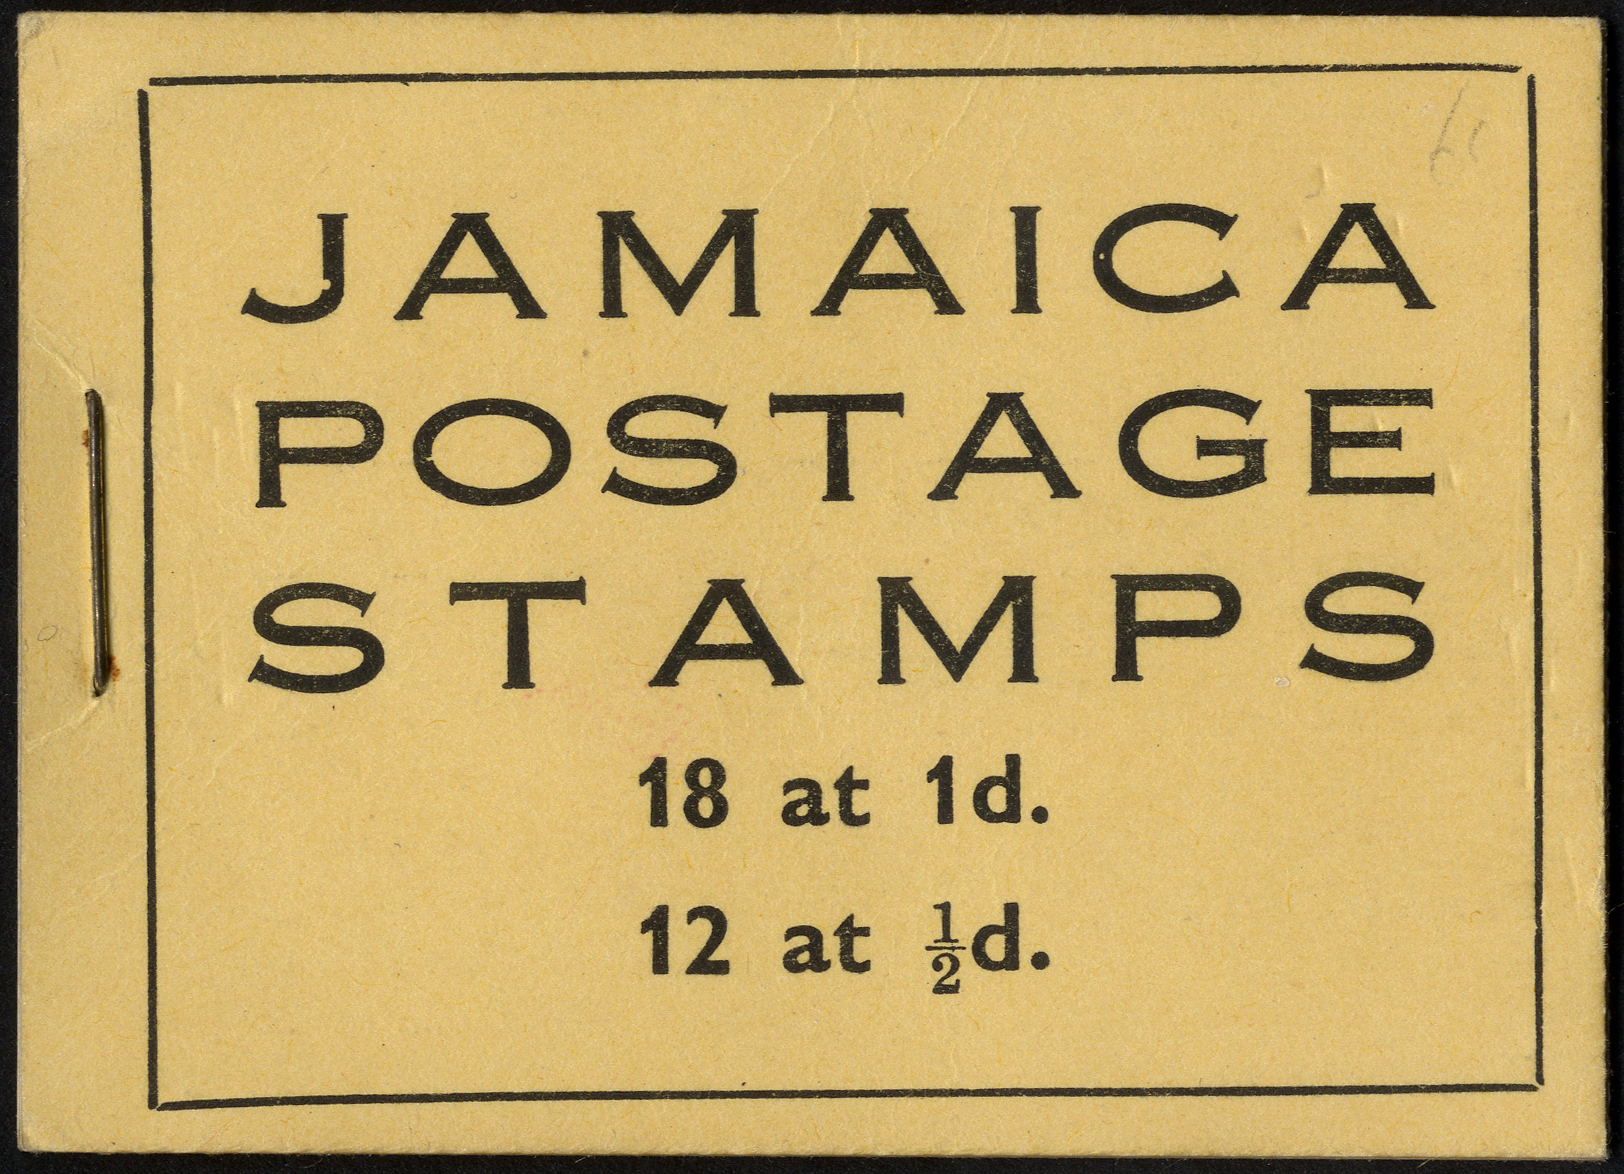 JAMAICA
POSTAGE
STAMPS
18 at 1d.
12 at ½d.